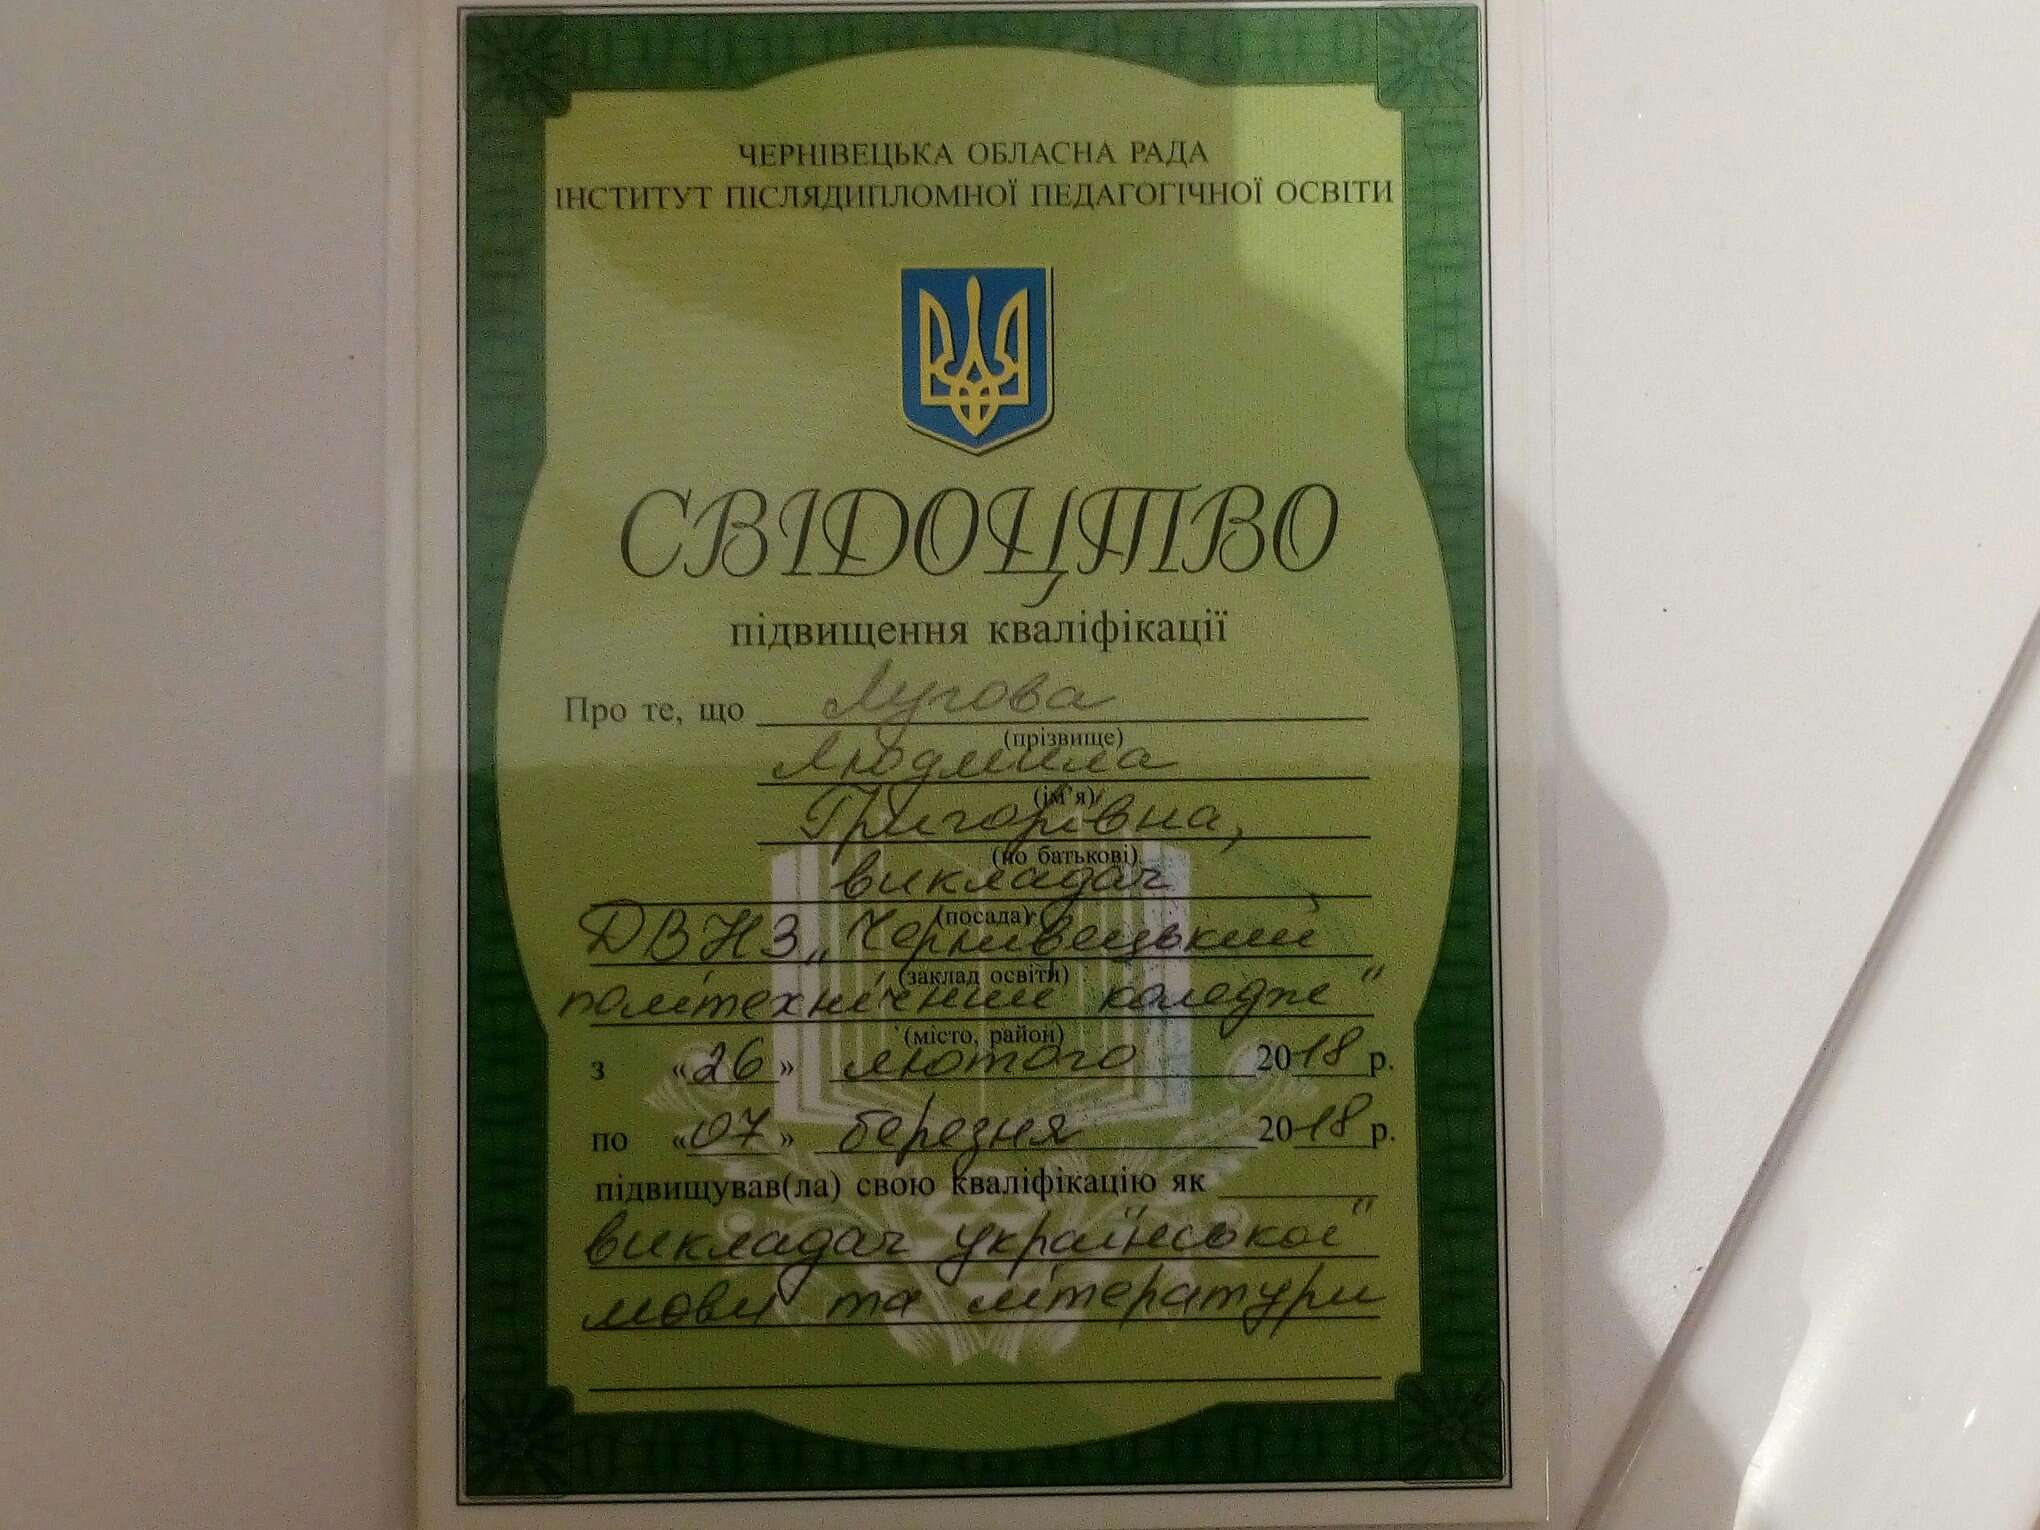 ЧЕРНІВЕЦЬКА ОБЛАСНА РАДА
ІНСТИТУТ ПІСЛЯДИПЛОМНОЇ ПЕДАГОГІЧНОЇ ОСВІТИ
СВІДОЦТВО
підвищення кваліфікації
Про те, що Лугова
(прізвище)
Людмила
(ім'я)
Григорівна,
(по батькові)
викладач
(посада)
ДВНЗ „Чернівецький
(заклад освіти)
політехнічний коледж"
(місто, район)
з «26» лютого 2018 р.
по «07» березня 2018 р.
підвищував(ла) свою кваліфікацію як
викладач української
мови та літератури